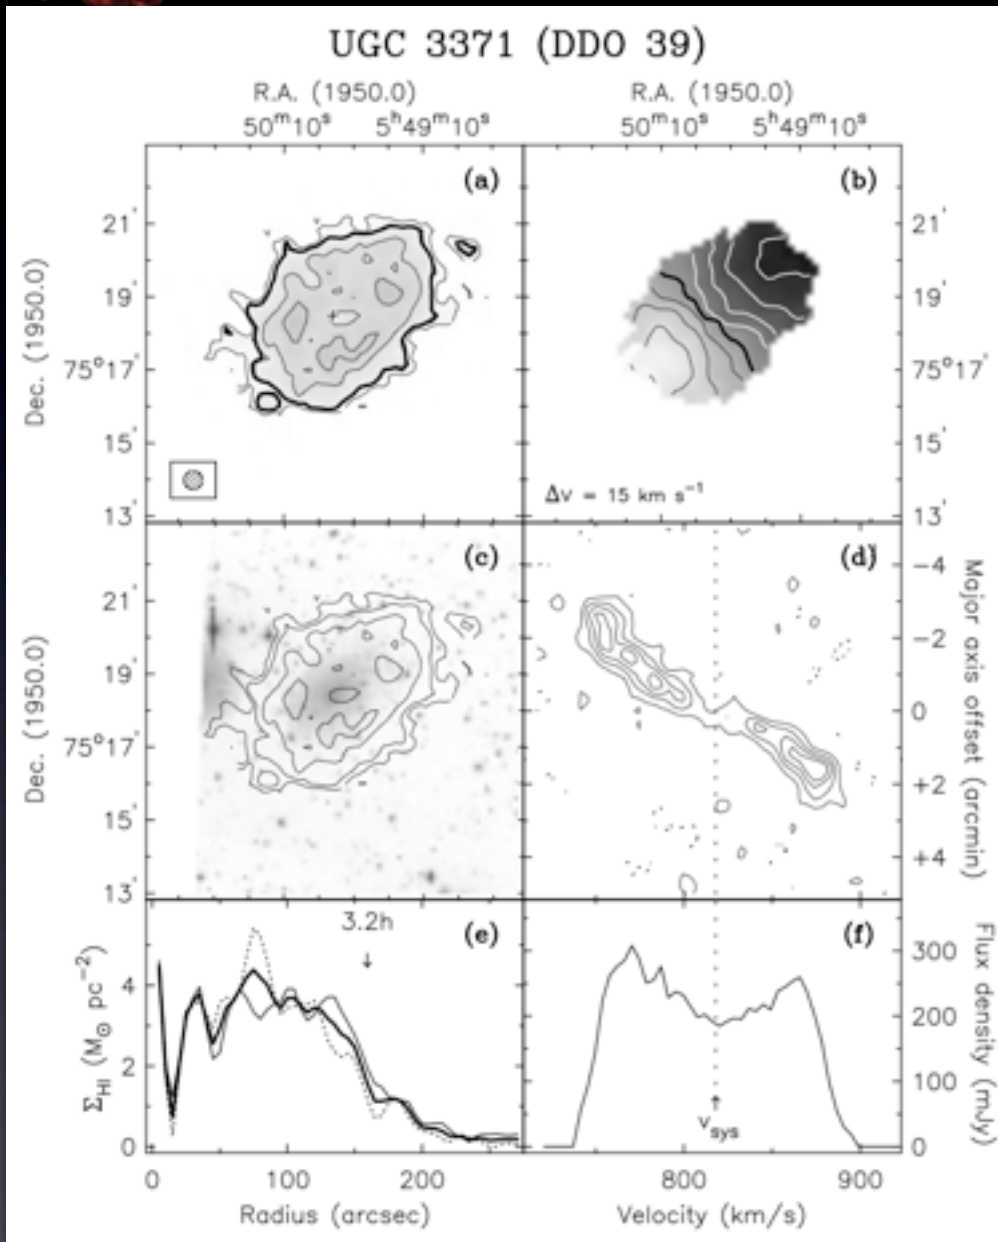 UGC 3371 (DDO 39)
R.A. (1950.0) R.A. (1950.0)
50ᵐ10ˢ 5ʰ49ᵐ10ˢ 50ᵐ10ˢ 5ʰ49ᵐ10ˢ
(a) (b)
21' 21'
19' 19'
Dec. (1950.0)
75°17' 75°17'
15' 15'
Δv = 15 km s⁻¹
13' 13'
(c) (d)
−4
21'
−2
19'
Dec. (1950.0)
0
Major axis offset (arcmin)
75°17'
+2
15'
+4
13'
3.2h
(e) (f)
300
4
Σ_HI (M_⊙ pc⁻²)
200
Flux density (mJy)
2
100
v_sys
0 0
0 100 200 800 900
Radius (arcsec) Velocity (km/s)